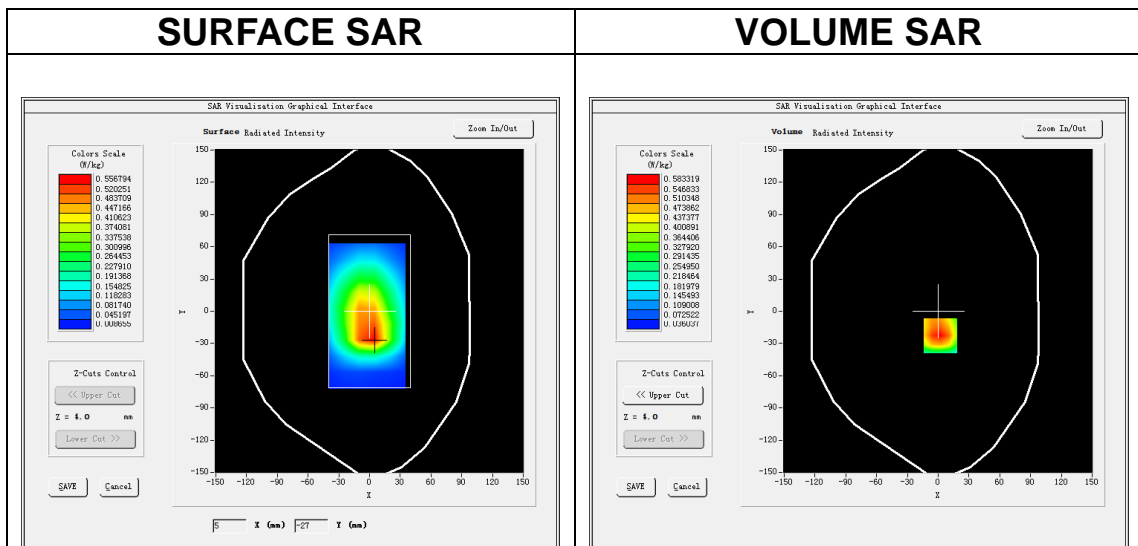 SURFACE SAR
VOLUME SAR
SAR Visualisation Graphical Interface
Surface Radiated Intensity
Zoom In/Out
Colors Scale
(W/kg)
0.556794
0.520251
0.483709
0.447166
0.410623
0.374081
0.337538
0.300996
0.264453
0.227910
0.191368
0.154825
0.118283
0.081740
0.045197
0.008655
150
120
90
60
30
0
-30
-60
-90
-120
-150
Y
-150 -120 -90 -60 -30 0 30 60 90 120 150
X
Z-Cuts Control
<< Upper Cut
Z = 4.0 mm
Lower Cut >>
SAVE Cancel
5 X (mm) -27 Y (mm)
SAR Visualisation Graphical Interface
Volume Radiated Intensity
Zoom In/Out
Colors Scale
(W/kg)
0.583319
0.546833
0.510348
0.473862
0.437377
0.400891
0.364406
0.327920
0.291435
0.254950
0.218464
0.181979
0.145493
0.109008
0.072522
0.036037
150
120
90
60
30
0
-30
-60
-90
-120
-150
Y
-150 -120 -90 -60 -30 0 30 60 90 120 150
X
Z-Cuts Control
<< Upper Cut
Z = 4.0 mm
Lower Cut >>
SAVE Cancel